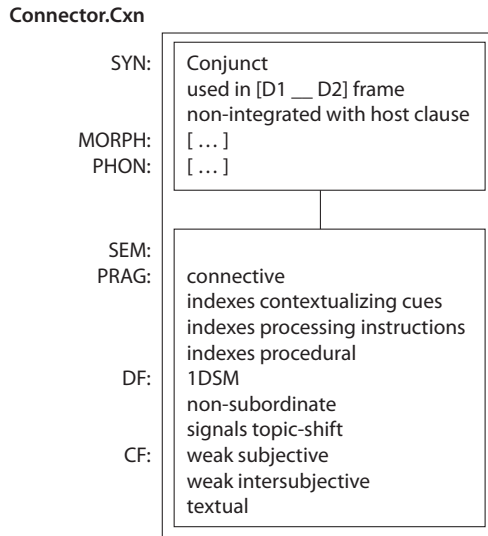 Connector.Cxn
SYN: Conjunct
used in [D1 __ D2] frame
non-integrated with host clause
MORPH: [ … ]
PHON: [ … ]
SEM:
PRAG: connective
indexes contextualizing cues
indexes processing instructions
indexes procedural
DF: 1DSM
non-subordinate
signals topic-shift
CF: weak subjective
weak intersubjective
textual